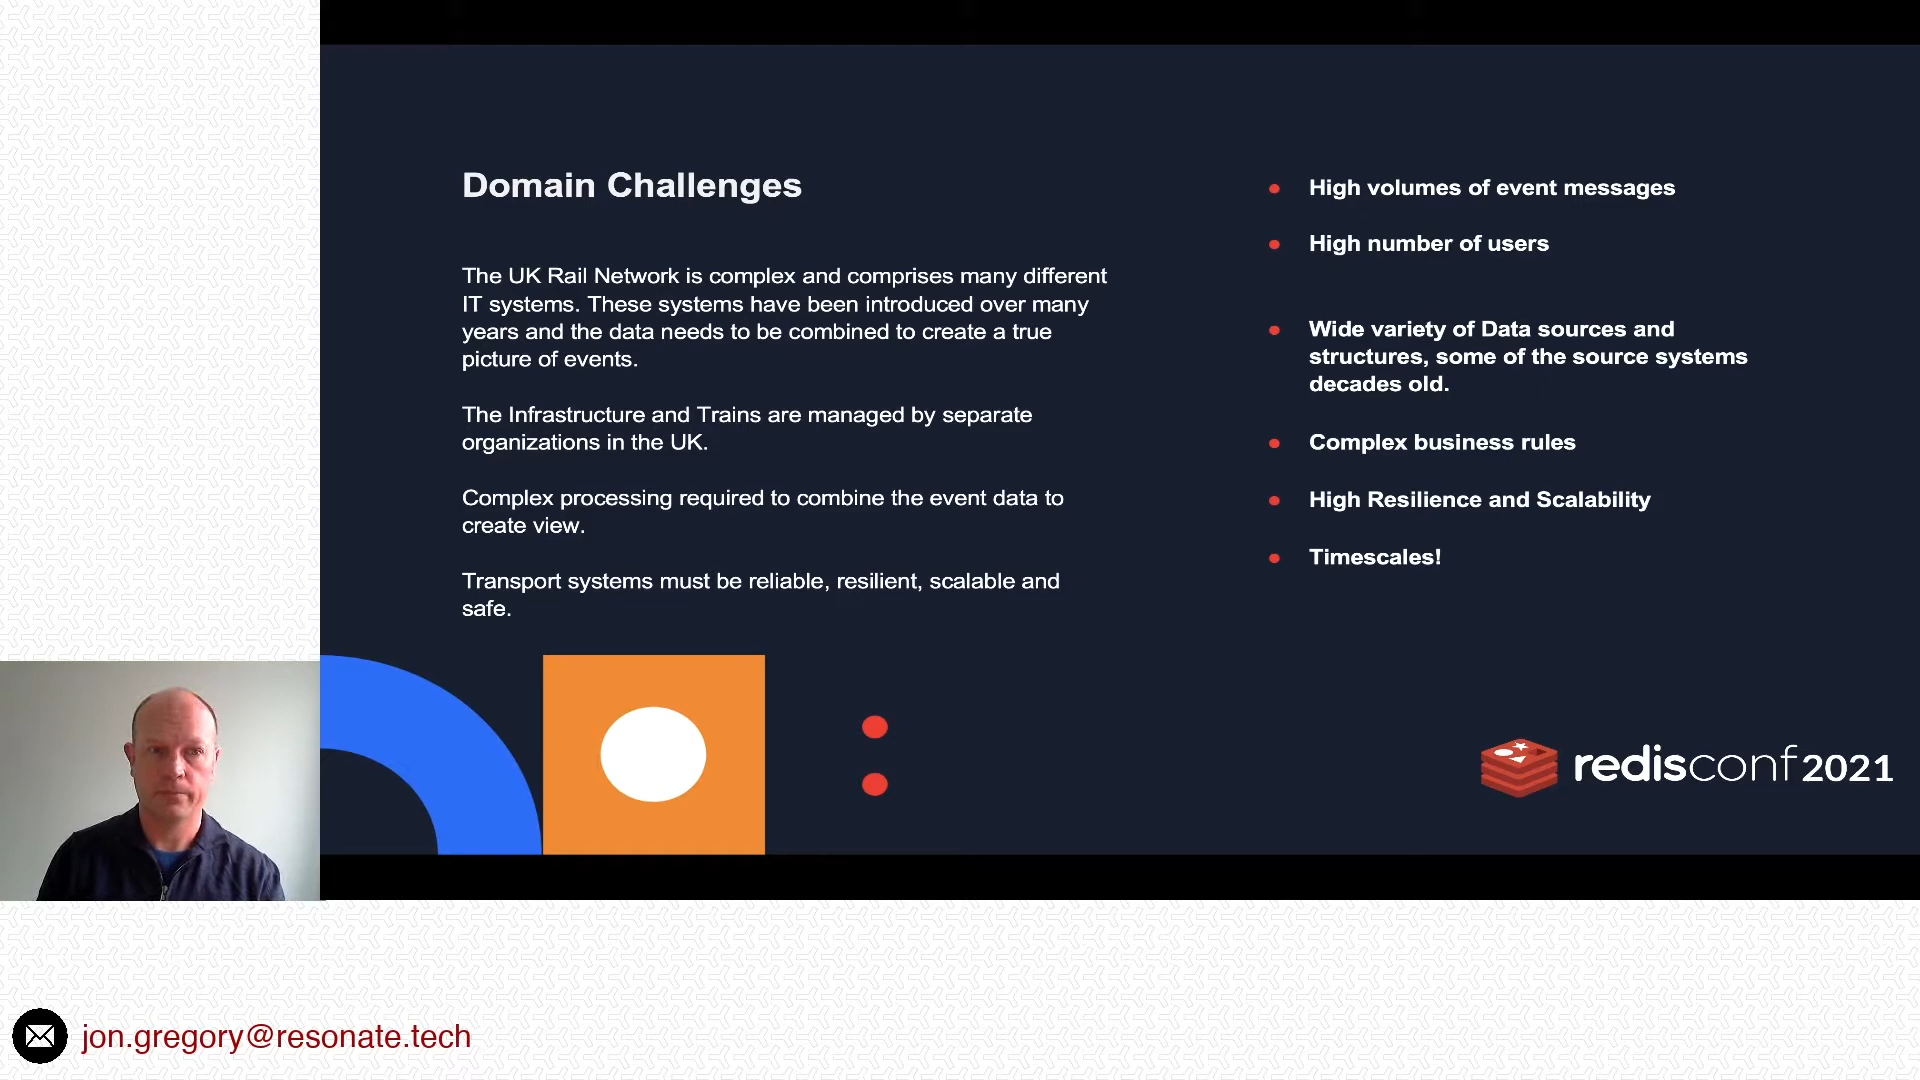 Domain Challenges
The UK Rail Network is complex and comprises many different
IT systems. These systems have been introduced over many
years and the data needs to be combined to create a true
picture of events.
The Infrastructure and Trains are managed by separate
organizations in the UK.
Complex processing required to combine the event data to
create view.
Transport systems must be reliable, resilient, scalable and
safe.
High volumes of event messages
High number of users
Wide variety of Data sources and
structures, some of the source systems
decades old.
Complex business rules
High Resilience and Scalability
Timescales!
redisconf2021
jon.gregory@resonate.tech